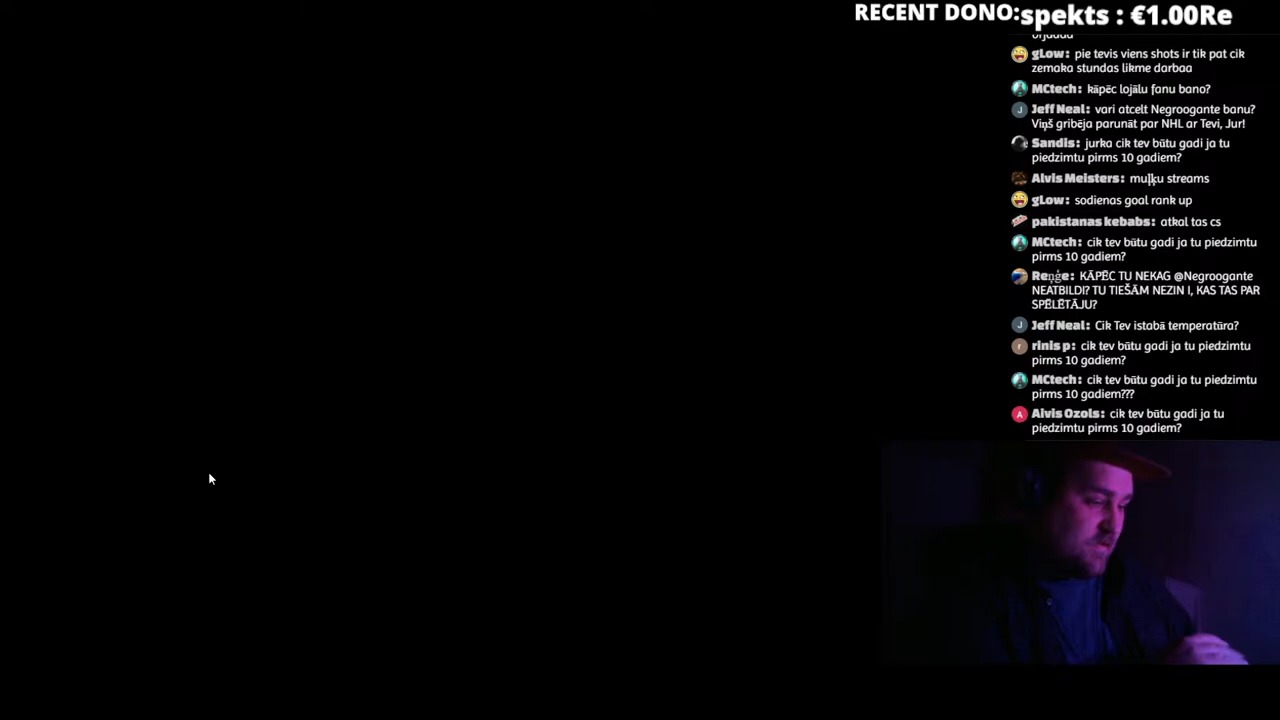 RECENT DONO:spekts : €1.00Re
gLow: pie tevis viens shots ir tik pat cik
zemaka stundas likme darbaa
MCtech: kāpēc lojālu fanu bano?
Jeff Neal: vari atcelt Negroogante banu?
Viņš gribēja parunāt par NHL ar Tevi, Jur!
Sandis: jurka cik tev būtu gadi ja tu
piedzimtu pirms 10 gadiem?
Alvis Meisters: muļķu streams
gLow: sodienas goal rank up
pakistanas kebabs: atkal tas cs
MCtech: cik tev būtu gadi ja tu piedzimtu
pirms 10 gadiem?
Reņģe: KĀPĒC TU NEKAG @Negroogante
NEATBILDI? TU TIEŠĀM NEZIN I, KAS TAS PAR
SPĒLĒTĀJU?
J
Jeff Neal: Cik Tev istabā temperatūra?
r
rinis p: cik tev būtu gadi ja tu piedzimtu
pirms 10 gadiem?
MCtech: cik tev būtu gadi ja tu piedzimtu
pirms 10 gadiem???
A
Alvis Ozols: cik tev būtu gadi ja tu
piedzimtu pirms 10 gadiem?